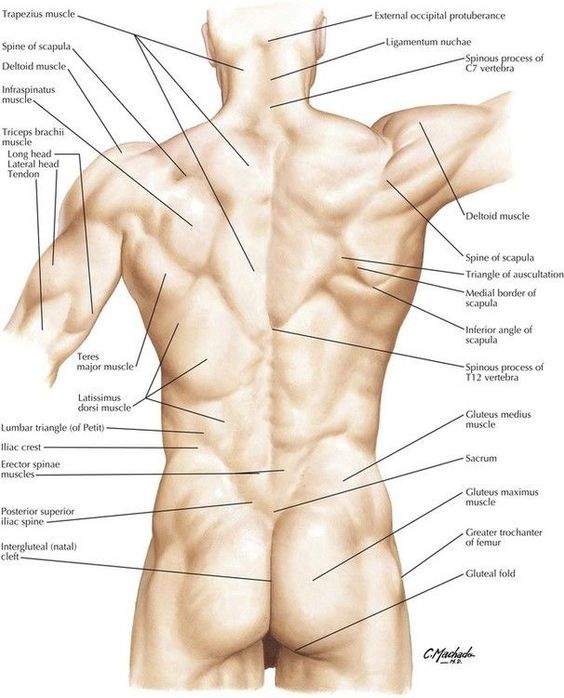 Trapezius muscle
Spine of scapula
Deltoid muscle
Infraspinatus
muscle
Triceps brachii
muscle
Long head
Lateral head
Tendon
Teres
major muscle
Latissimus
dorsi muscle
Lumbar triangle (of Petit)
Iliac crest
Erector spinae
muscles
Posterior superior
iliac spine
Intergluteal (natal)
cleft
External occipital protuberance
Ligamentum nuchae
Spinous process of
C7 vertebra
Deltoid muscle
Spine of scapula
Triangle of auscultation
Medial border of
scapula
Inferior angle of
scapula
Spinous process of
T12 vertebra
Gluteus medius
muscle
Sacrum
Gluteus maximus
muscle
Greater trochanter
of femur
Gluteal fold
C. Machado
M.D.